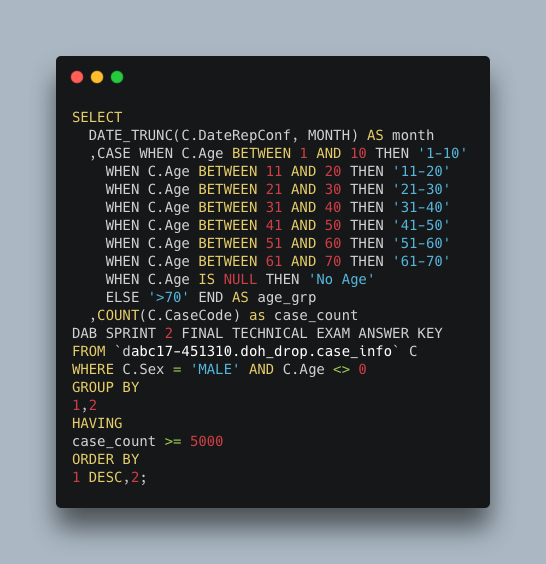 SELECT
DATE_TRUNC(C.DateRepConf, MONTH) AS month
,CASE WHEN C.Age BETWEEN 1 AND 10 THEN '1-10'
WHEN C.Age BETWEEN 11 AND 20 THEN '11-20'
WHEN C.Age BETWEEN 21 AND 30 THEN '21-30'
WHEN C.Age BETWEEN 31 AND 40 THEN '31-40'
WHEN C.Age BETWEEN 41 AND 50 THEN '41-50'
WHEN C.Age BETWEEN 51 AND 60 THEN '51-60'
WHEN C.Age BETWEEN 61 AND 70 THEN '61-70'
WHEN C.Age IS NULL THEN 'No Age'
ELSE '>70' END AS age_grp
,COUNT(C.CaseCode) as case_count
DAB SPRINT 2 FINAL TECHNICAL EXAM ANSWER KEY
FROM `dabc17-451310.doh_drop.case_info` C
WHERE C.Sex = 'MALE' AND C.Age <> 0
GROUP BY
1,2
HAVING
case_count >= 5000
ORDER BY
1 DESC,2;